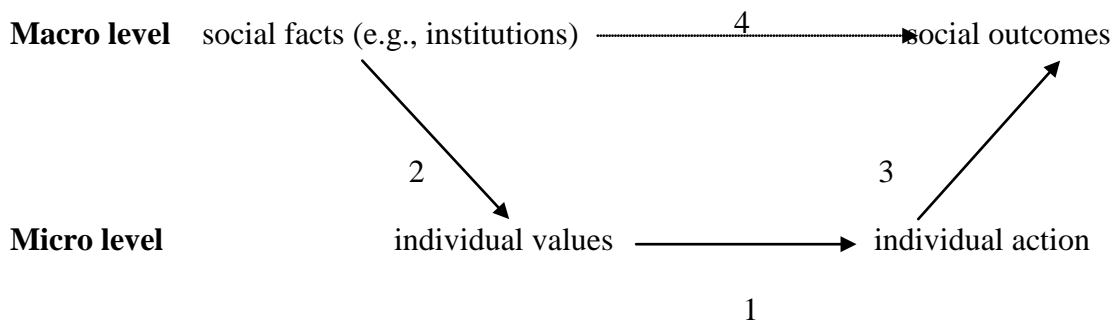 Macro level social facts (e.g., institutions) 4 social outcomes
2 3
Micro level individual values individual action
1